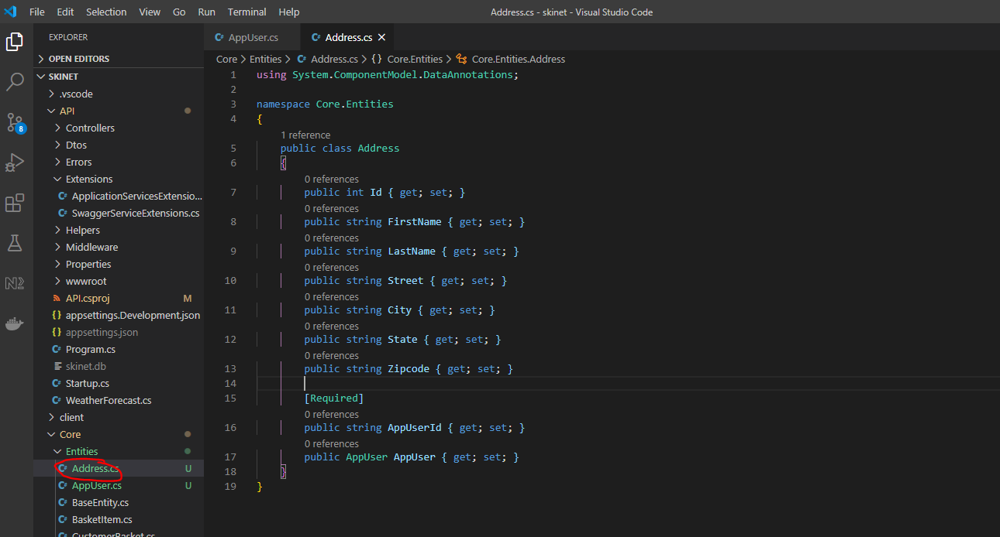 File Edit Selection View Go Run Terminal Help Address.cs - skinet - Visual Studio Code
EXPLORER
OPEN EDITORS
SKINET
.vscode
API
Controllers
Dtos
Errors
Extensions
ApplicationServicesExtensio...
SwaggerServiceExtensions.cs
Helpers
Middleware
Properties
wwwroot
API.csproj M
appsettings.Development.json
appsettings.json
Program.cs
skinet.db
Startup.cs
WeatherForecast.cs
client
Core
Entities
Address.cs U
AppUser.cs U
BaseEntity.cs
BasketItem.cs
CustomerBasket.cs
8
AppUser.cs Address.cs
Core > Entities > Address.cs > {} Core.Entities > Core.Entities.Address
1 using System.ComponentModel.DataAnnotations;
2
3 namespace Core.Entities
4 {
1 reference
5 public class Address
6 {
0 references
7 public int Id { get; set; }
0 references
8 public string FirstName { get; set; }
0 references
9 public string LastName { get; set; }
0 references
10 public string Street { get; set; }
0 references
11 public string City { get; set; }
0 references
12 public string State { get; set; }
0 references
13 public string Zipcode { get; set; }
14
15 [Required]
0 references
16 public string AppUserId { get; set; }
0 references
17 public AppUser AppUser { get; set; }
18 }
19 }